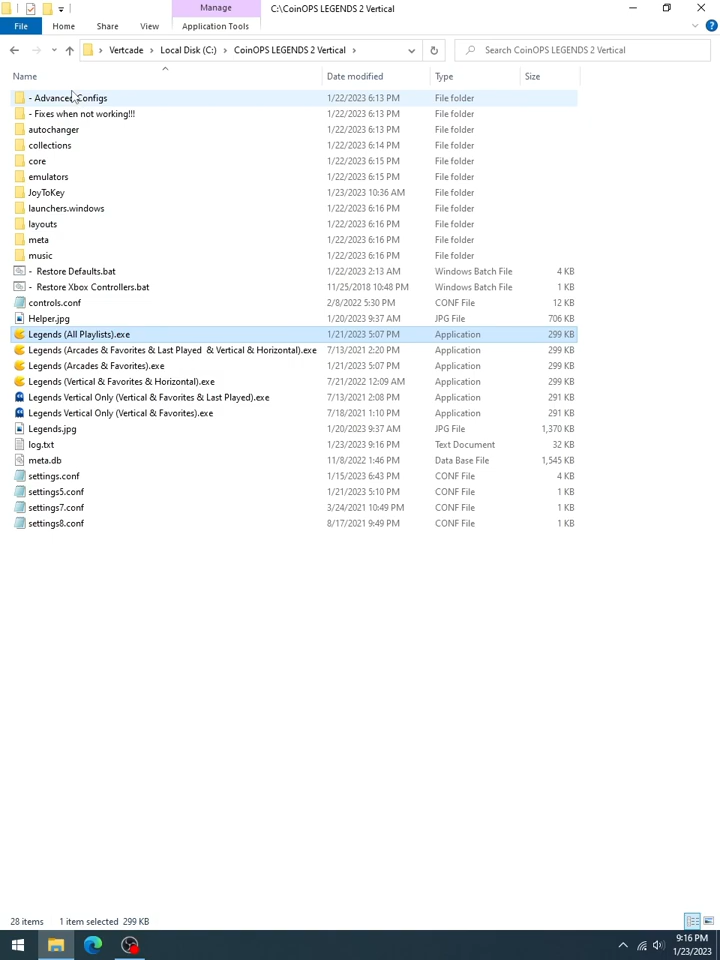 Manage
C:\CoinOPS LEGENDS 2 Vertical
File Home Share View Application Tools
Vertcade Local Disk (C:) CoinOPS LEGENDS 2 Vertical Search CoinOPS LEGENDS 2 Vertical
Name Date modified Type Size
- Advanced Configs 1/22/2023 6:13 PM File folder
- Fixes when not working!!! 1/22/2023 6:13 PM File folder
autochanger 1/22/2023 6:13 PM File folder
collections 1/22/2023 6:14 PM File folder
core 1/22/2023 6:15 PM File folder
emulators 1/22/2023 6:15 PM File folder
JoyToKey 1/23/2023 10:36 AM File folder
launchers.windows 1/22/2023 6:16 PM File folder
layouts 1/22/2023 6:16 PM File folder
meta 1/22/2023 6:16 PM File folder
music 1/22/2023 6:16 PM File folder
- Restore Defaults.bat 1/22/2023 2:13 AM Windows Batch File 4 KB
- Restore Xbox Controllers.bat 11/25/2018 10:48 PM Windows Batch File 1 KB
controls.conf 2/8/2022 5:30 PM CONF File 12 KB
Helper.jpg 1/20/2023 9:37 AM JPG File 706 KB
Legends (All Playlists).exe 1/21/2023 5:07 PM Application 299 KB
Legends (Arcades & Favorites & Last Played & Vertical & Horizontal).exe 7/13/2021 2:20 PM Application 299 KB
Legends (Arcades & Favorites).exe 1/21/2023 5:07 PM Application 299 KB
Legends (Vertical & Favorites & Horizontal).exe 7/21/2022 12:09 AM Application 299 KB
Legends Vertical Only (Vertical & Favorites & Last Played).exe 7/13/2021 2:08 PM Application 291 KB
Legends Vertical Only (Vertical & Favorites).exe 7/18/2021 1:10 PM Application 291 KB
Legends.jpg 1/20/2023 9:37 AM JPG File 1,370 KB
log.txt 1/23/2023 9:16 PM Text Document 32 KB
meta.db 11/8/2022 1:46 PM Data Base File 1,545 KB
settings.conf 1/15/2023 6:43 PM CONF File 4 KB
settings5.conf 1/21/2023 5:10 PM CONF File 1 KB
settings7.conf 3/24/2021 10:49 PM CONF File 1 KB
settings8.conf 8/17/2021 9:49 PM CONF File 1 KB
28 items 1 item selected 299 KB
9:16 PM
1/23/2023